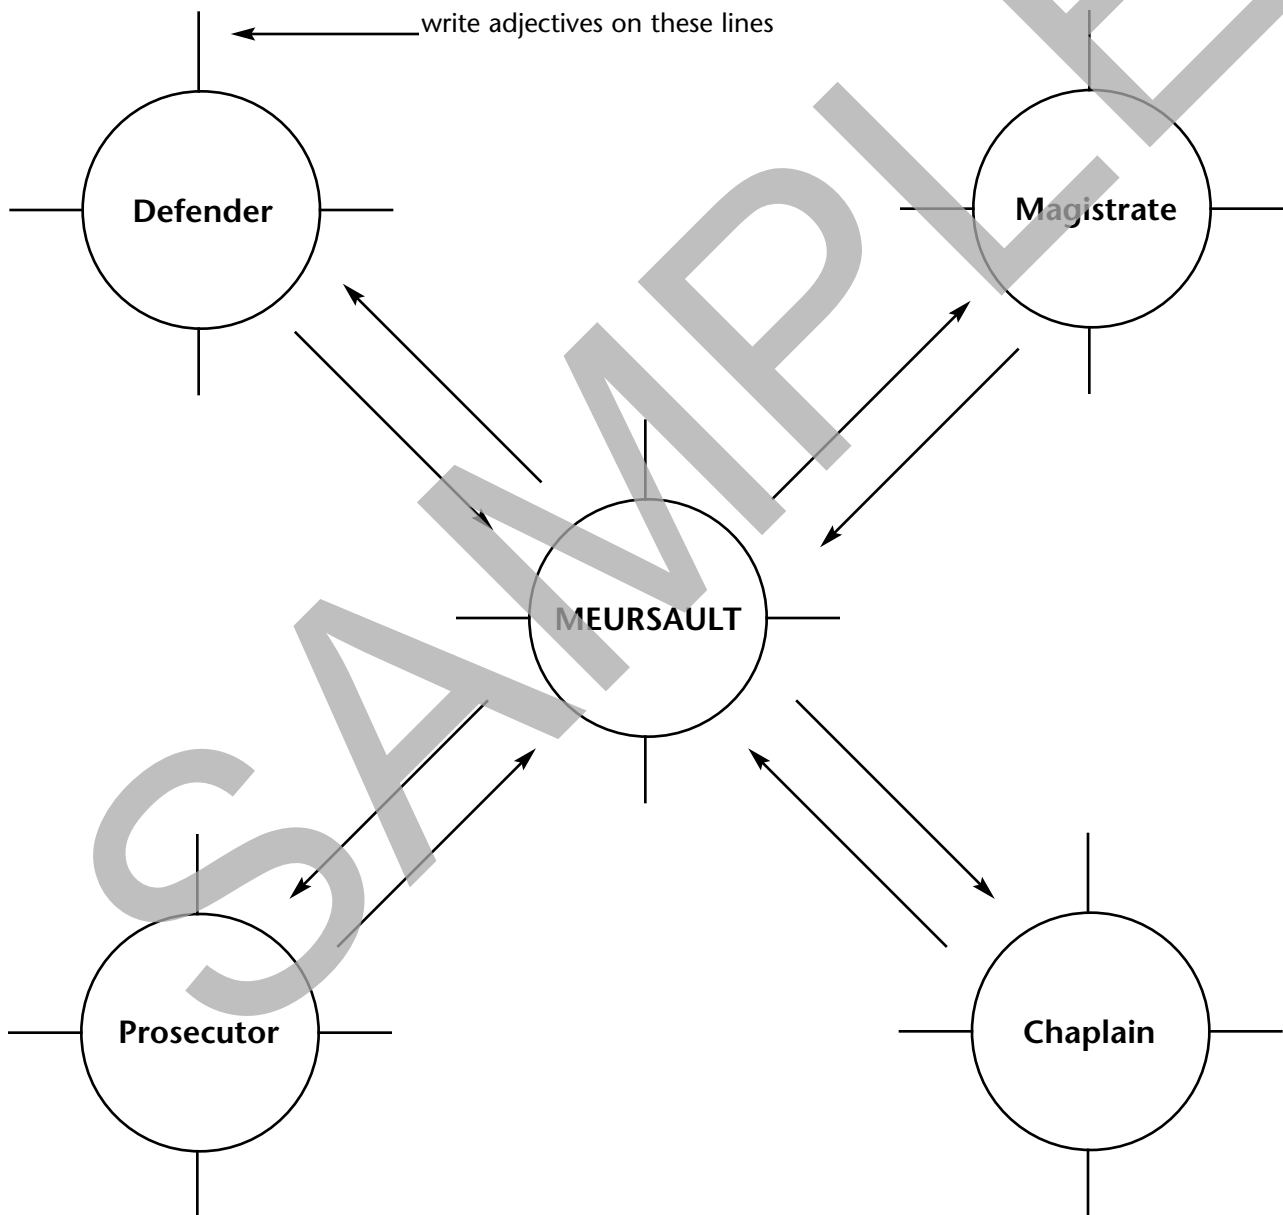 write adjectives on these lines
Defender
Magistrate
MEURSAULT
Prosecutor
Chaplain
SAMPLE